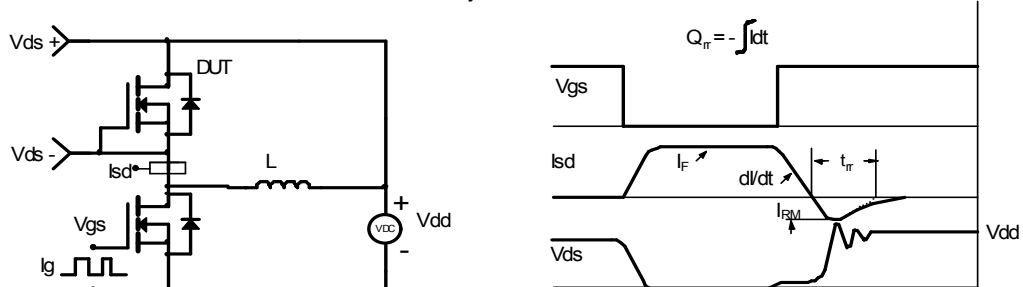 Vds +
DUT
Vds -
Isd
L
Vgs
Ig
+
VDC
-
Vdd
Qrr = - ∫Idt
Vgs
Isd
IF
dI/dt
trr
IRM
Vdd
Vds